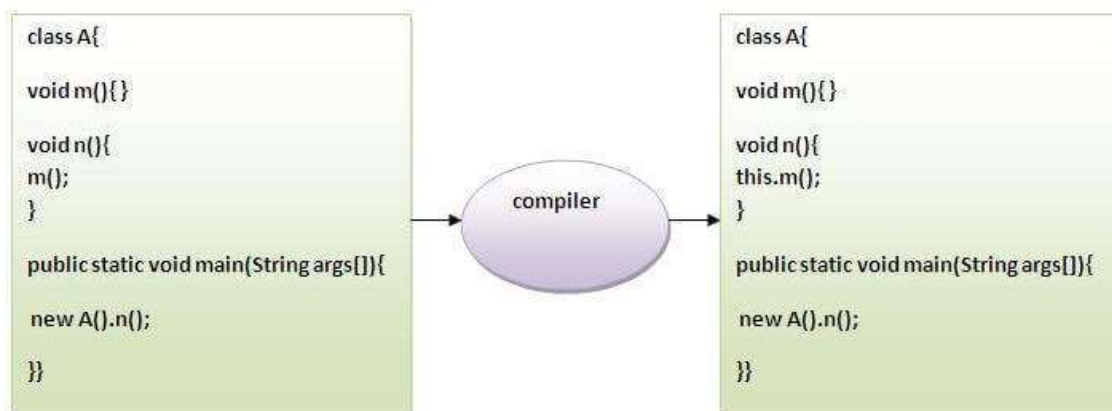 class A{
void m(){}
void n(){
m();
}
public static void main(String args[]){
new A().n();
}}
compiler
class A{
void m(){}
void n(){
this.m();
}
public static void main(String args[]){
new A().n();
}}